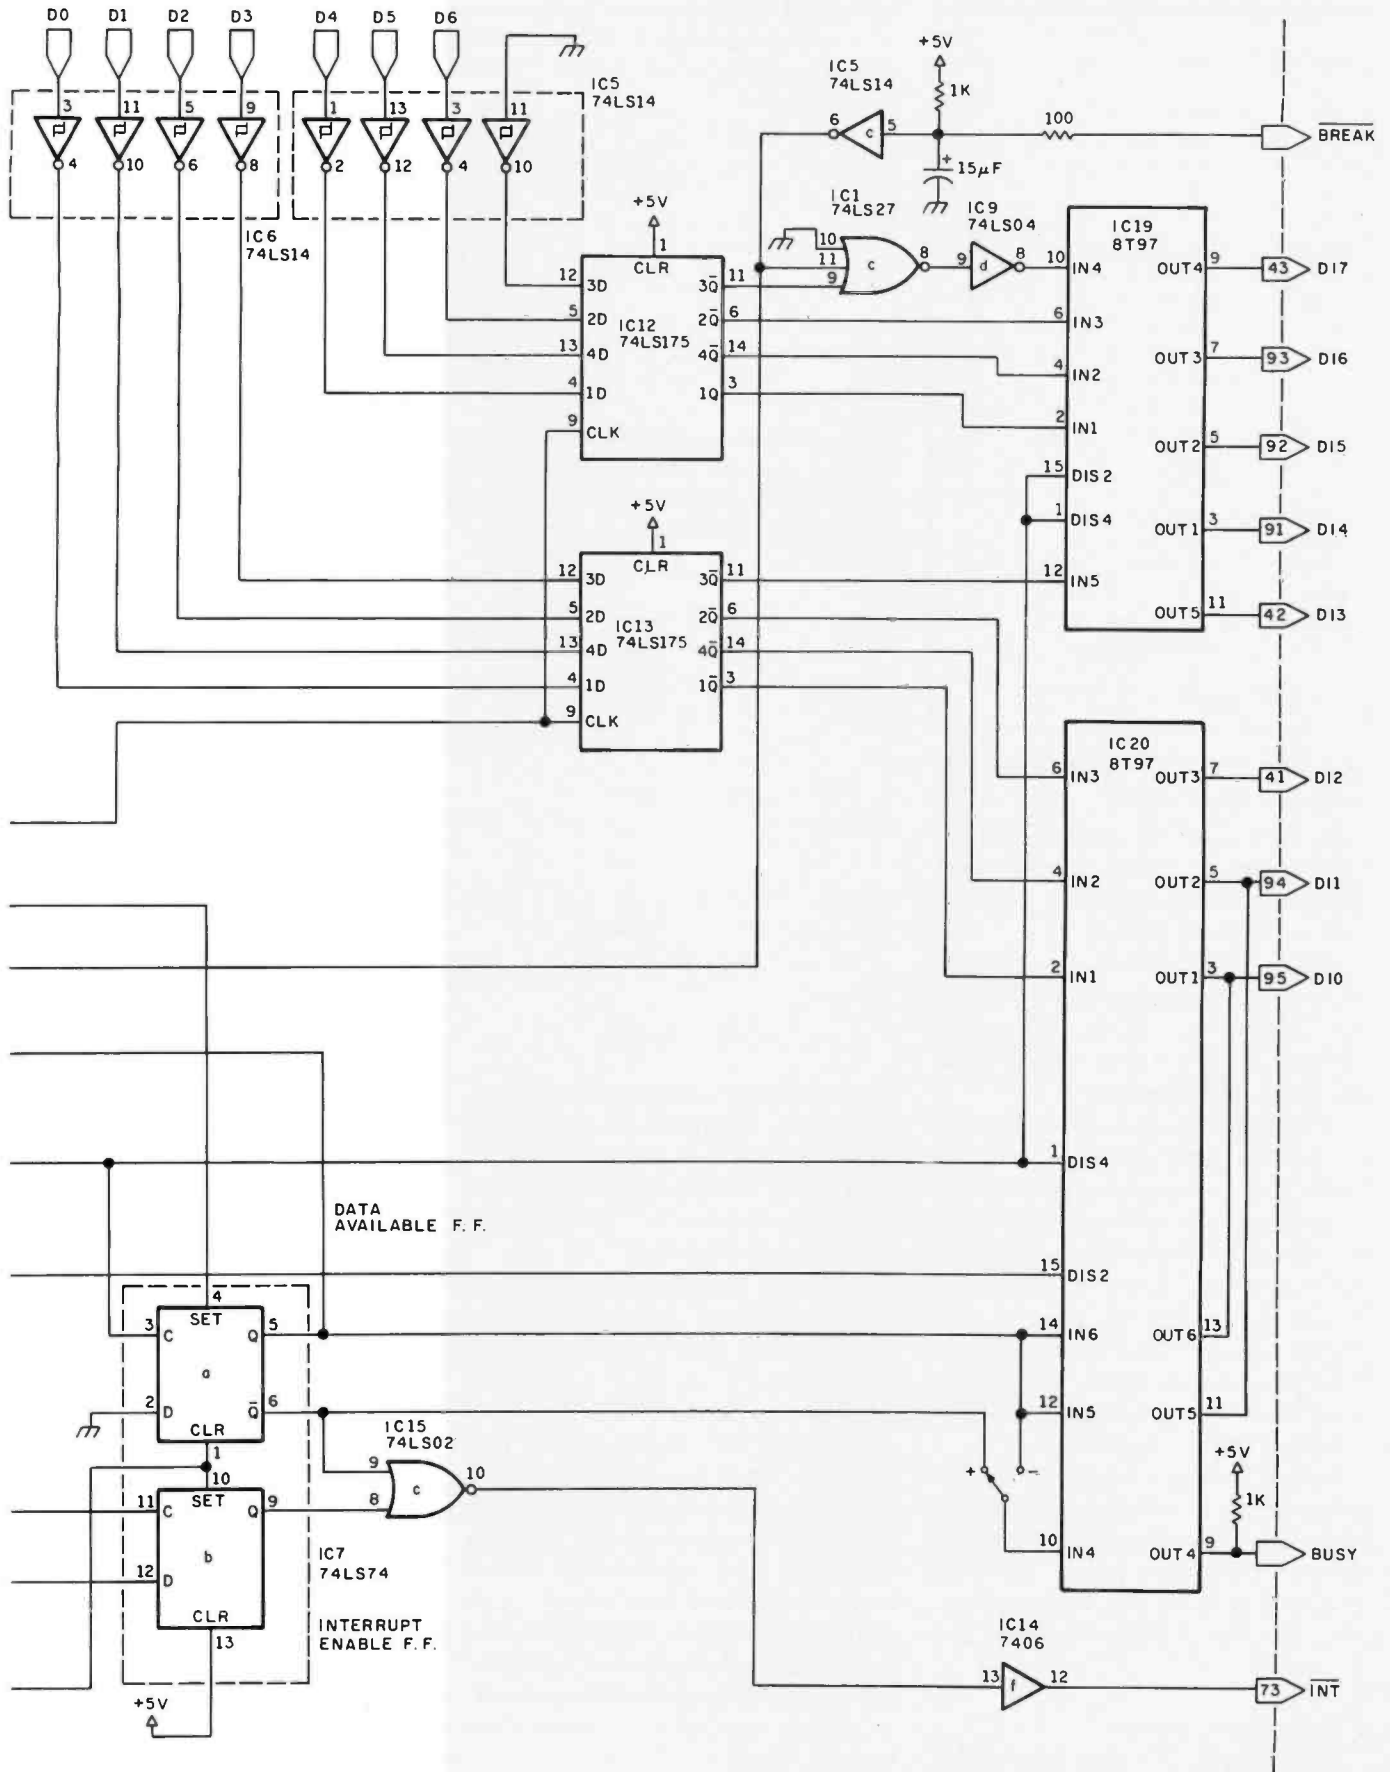 D0 D1 D2 D3 D4 D5 D6
3 11 5 9 1 13 3 11
4 10 6 8 2 12 4 10
IC5
74LS14
IC6
74LS14
IC5
74LS14
6 c 5
+5V
1K
100
BREAK
+
15µF
IC1
74LS27
10
11
9
c
8
IC9
74LS04
9 d 8
+5V
1
CLR
12 3D 3Q̅ 11
5 2D 2Q̅ 6
IC12
74LS175
13 4D 4Q̅ 14
4 1D 1Q 3
9 CLK
IC19
8T97
10 IN4 OUT4 9 43 DI7
6 IN3
OUT3 7 93 DI6
4 IN2
2 IN1
OUT2 5 92 DI5
15 DIS2
1 DIS4
OUT1 3 91 DI4
12 IN5
OUT5 11 42 DI3
+5V
1
CLR
12 3D 3Q̅ 11
5 2D 2Q̅ 6
IC13
74LS175
13 4D 4Q̅ 14
4 1D 1Q̅ 3
9 CLK
IC20
8T97
6 IN3 OUT3 7 41 DI2
4 IN2 OUT2 5 94 DI1
2 IN1 OUT1 3 95 DI0
1 DIS4
DATA
AVAILABLE F.F.
15 DIS2
4
SET
3 C Q 5
a
2 D Q̅ 6
CLR
1
14 IN6 OUT6 13
12 IN5 OUT5 11
IC15
74LS02
9
8
c
10
+ -
+5V
1K
10 IN4 OUT4 9 BUSY
10
SET
11 C Q 9
b
12 D
CLR
13
IC7
74LS74
INTERRUPT
ENABLE F.F.
+5V
IC14
7406
13 f 12
73 INT